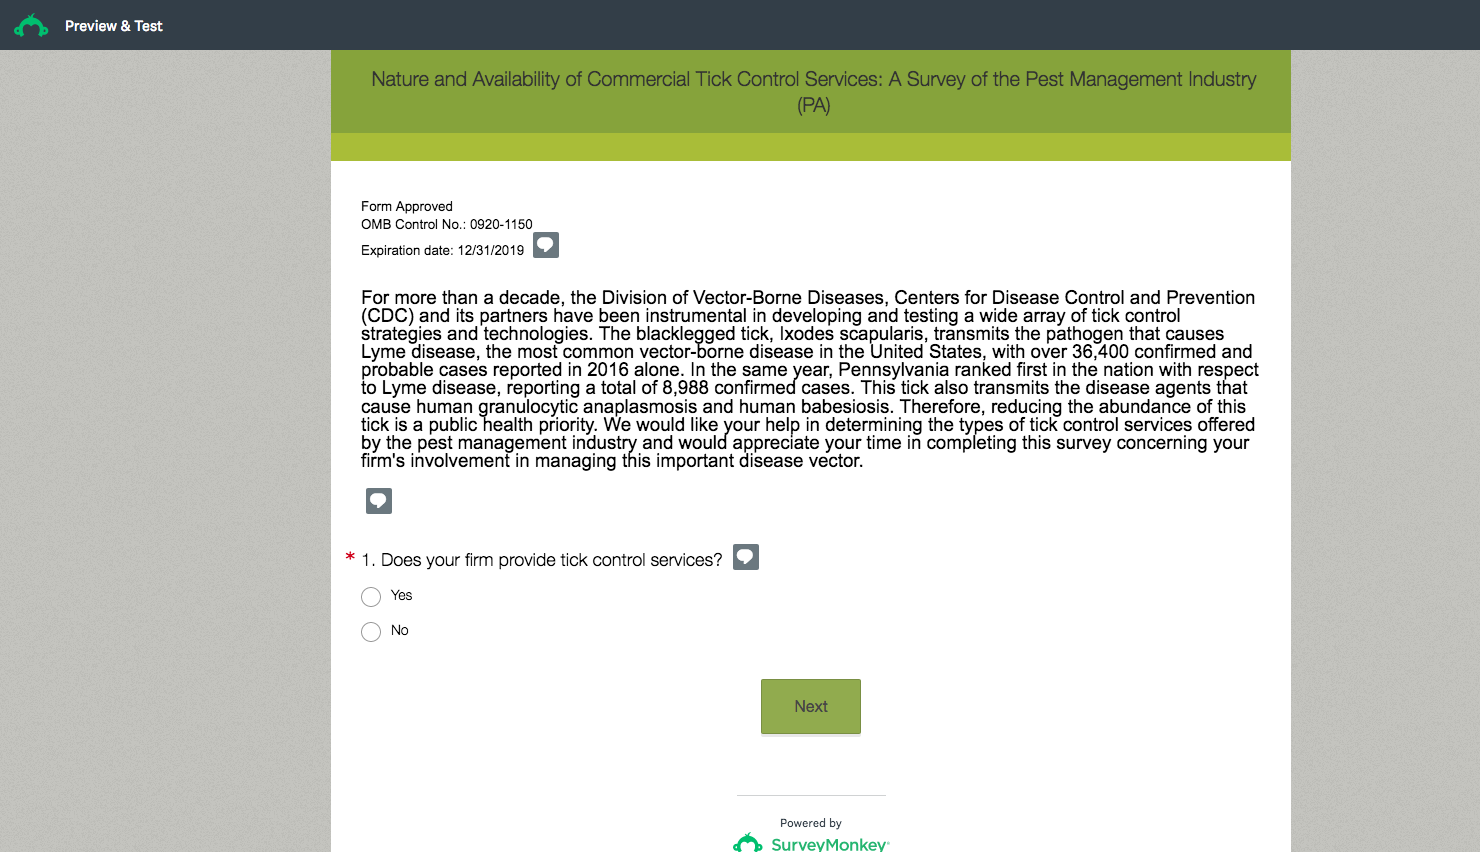 Preview & Test
Nature and Availability of Commercial Tick Control Services: A Survey of the Pest Management Industry
(PA)
Form Approved
OMB Control No.: 0920-1150
Expiration date: 12/31/2019
For more than a decade, the Division of Vector-Borne Diseases, Centers for Disease Control and Prevention
(CDC) and its partners have been instrumental in developing and testing a wide array of tick control
strategies and technologies. The blacklegged tick, Ixodes scapularis, transmits the pathogen that causes
Lyme disease, the most common vector-borne disease in the United States, with over 36,400 confirmed and
probable cases reported in 2016 alone. In the same year, Pennsylvania ranked first in the nation with respect
to Lyme disease, reporting a total of 8,988 confirmed cases. This tick also transmits the disease agents that
cause human granulocytic anaplasmosis and human babesiosis. Therefore, reducing the abundance of this
tick is a public health priority. We would like your help in determining the types of tick control services offered
by the pest management industry and would appreciate your time in completing this survey concerning your
firm's involvement in managing this important disease vector.
* 1. Does your firm provide tick control services?
Yes
No
Next
Powered by
SurveyMonkey